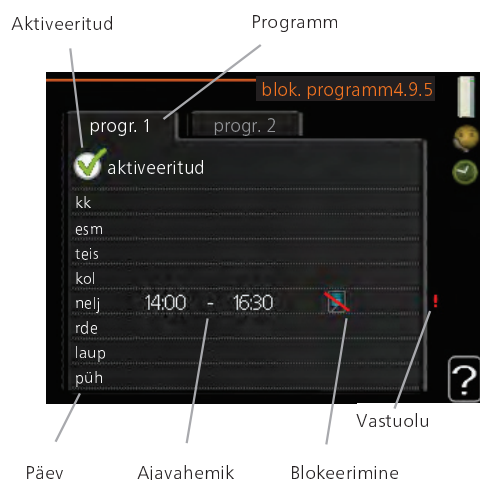 Aktiveeritud
Programm
blok. programm4.9.5
progr. 1
progr. 2
aktiveeritud
kk
esm
teis
kol
nelj 14:00 - 16:30 !
rde
laup
püh
?
Vastuolu
Päev
Ajavahemik
Blokeerimine